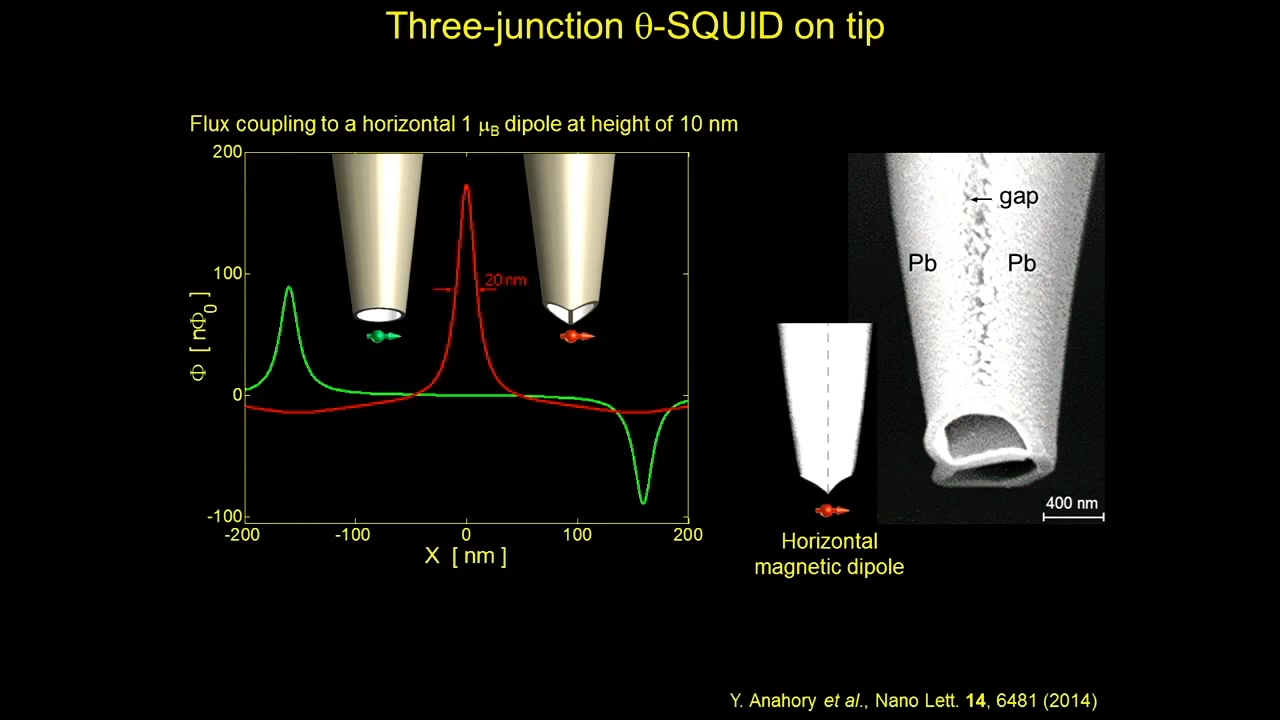 Three-junction θ-SQUID on tip
Flux coupling to a horizontal 1 μB dipole at height of 10 nm
200
100
0
-100
Φ [ nΦ0 ]
20 nm
-200 -100 0 100 200
X [ nm ]
gap
Pb Pb
400 nm
Horizontal
magnetic dipole
Y. Anahory et al., Nano Lett. 14, 6481 (2014)